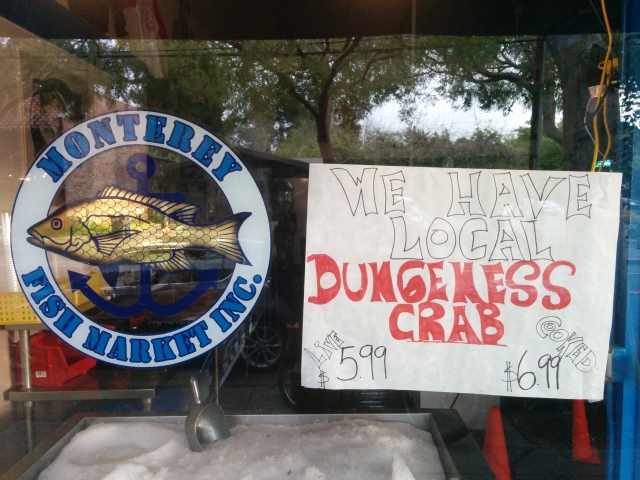 MONTEREY
FISH MARKET INC.
WE HAVE
LOCAL
DUNGENESS
CRAB
LIVE
$5.99
COOKED
$6.99